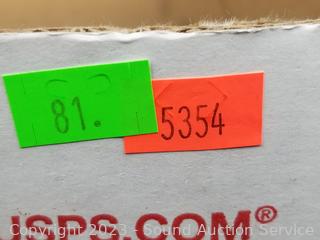 81.
5354
USPS.COM®
Copyright 2023 - Sound Auction Service